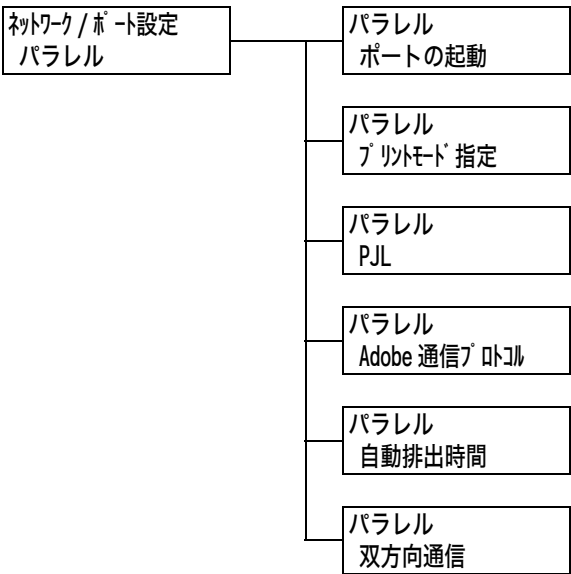 ﾈｯﾄﾜｰｸ / ﾎﾟｰﾄ設定
パラレル
パラレル
ポートの起動
パラレル
ﾌﾟﾘﾝﾄﾓｰﾄﾞ指定
パラレル
PJL
パラレル
Adobe 通信ﾌﾟﾛﾄｺﾙ
パラレル
自動排出時間
パラレル
双方向通信